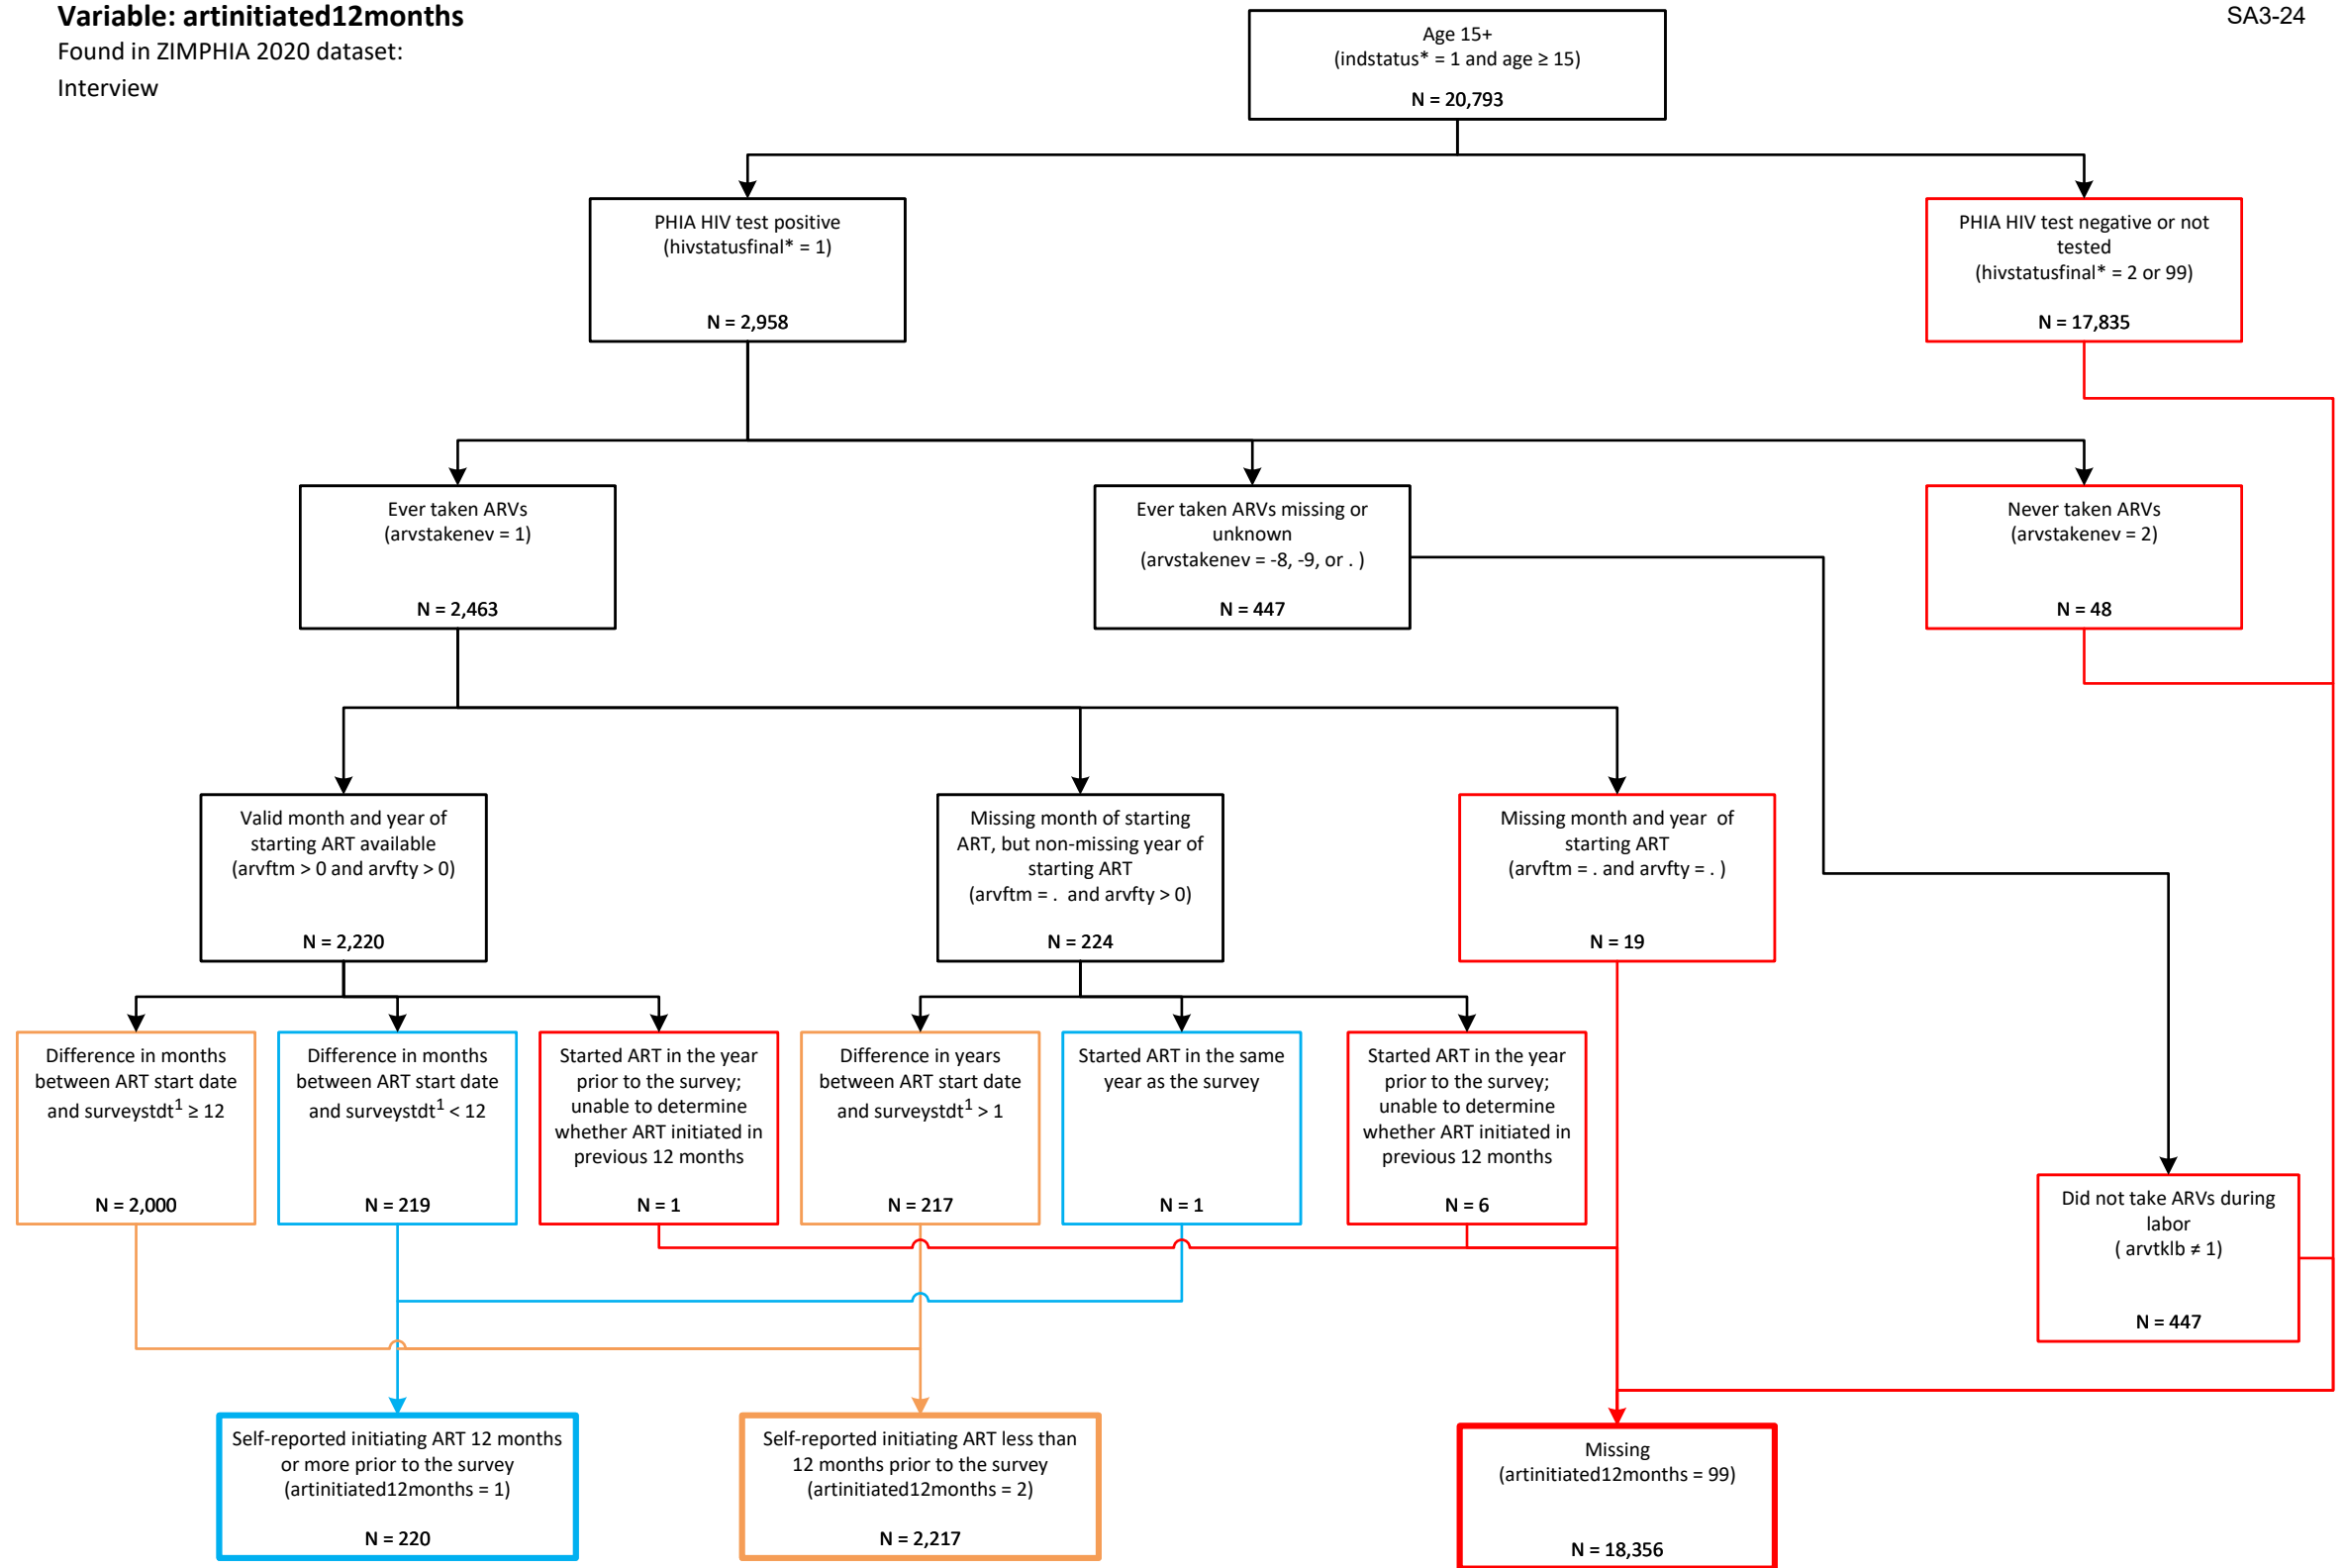 Variable: artinitiated12months
SA3-24
Found in ZIMPHIA 2020 dataset:
Interview
Age 15+
(indstatus* = 1 and age ≥ 15)
N = 20,793
PHIA HIV test positive
(hivstatusfinal* = 1)
N = 2,958
PHIA HIV test negative or not
tested
(hivstatusfinal* = 2 or 99)
N = 17,835
Ever taken ARVs
(arvstakenev = 1)
N = 2,463
Ever taken ARVs missing or
unknown
(arvstakenev = -8, -9, or . )
N = 447
Never taken ARVs
(arvstakenev = 2)
N = 48
Valid month and year of
starting ART available
(arvftm > 0 and arvfty > 0)
N = 2,220
Missing month of starting
ART, but non-missing year of
starting ART
(arvftm = .  and arvfty > 0)
N = 224
Missing month and year  of
starting ART
(arvftm = . and arvfty = . )
N = 19
Difference in months
between ART start date
and surveystdt1 ≥ 12
N = 2,000
Difference in months
between ART start date
and surveystdt1 < 12
N = 219
Started ART in the year
prior to the survey;
unable to determine
whether ART initiated in
previous 12 months
N = 1
Difference in years
between ART start date
and surveystdt1 > 1
N = 217
Started ART in the same
year as the survey
N = 1
Started ART in the year
prior to the survey;
unable to determine
whether ART initiated in
previous 12 months
N = 6
Did not take ARVs during
labor
( arvtklb ≠ 1)
N = 447
Self-reported initiating ART 12 months
or more prior to the survey
(artinitiated12months = 1)
N = 220
Self-reported initiating ART less than
12 months prior to the survey
(artinitiated12months = 2)
N = 2,217
Missing
(artinitiated12months = 99)
N = 18,356